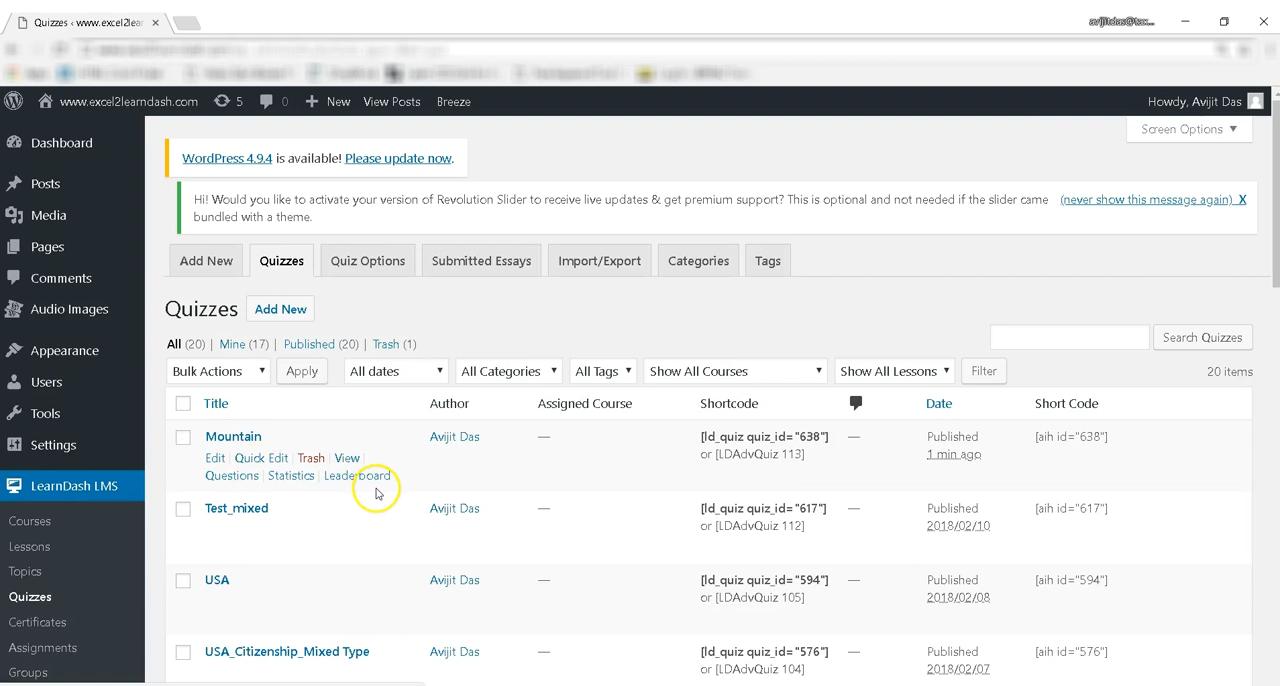 Quizzes ‹ www.excel2lear ×
www.excel2learndash.com 5 0 + New View Posts Breeze Howdy, Avijit Das
Screen Options ▼
WordPress 4.9.4 is available! Please update now.
Hi! Would you like to activate your version of Revolution Slider to receive live updates & get premium support? This is optional and not needed if the slider came (never show this message again) X
bundled with a theme.
Dashboard
Posts
Media
Pages
Comments
Audio Images
Appearance
Users
Tools
Settings
LearnDash LMS
Courses
Lessons
Topics
Quizzes
Certificates
Assignments
Groups
Add New Quizzes Quiz Options Submitted Essays Import/Export Categories Tags
Quizzes Add New
All (20) | Mine (17) | Published (20) | Trash (1)
Search Quizzes
Bulk Actions Apply All dates All Categories All Tags Show All Courses Show All Lessons Filter 20 items
Title Author Assigned Course Shortcode Date Short Code
Mountain Avijit Das — [ld_quiz quiz_id="638"] — Published [aih id="638"]
Edit | Quick Edit | Trash | View | or [LDAdvQuiz 113] 1 min ago
Questions | Statistics | Leaderboard
Test_mixed Avijit Das — [ld_quiz quiz_id="617"] — Published [aih id="617"]
or [LDAdvQuiz 112] 2018/02/10
USA Avijit Das — [ld_quiz quiz_id="594"] — Published [aih id="594"]
or [LDAdvQuiz 105] 2018/02/08
USA_Citizenship_Mixed Type Avijit Das — [ld_quiz quiz_id="576"] — Published [aih id="576"]
or [LDAdvQuiz 104] 2018/02/07